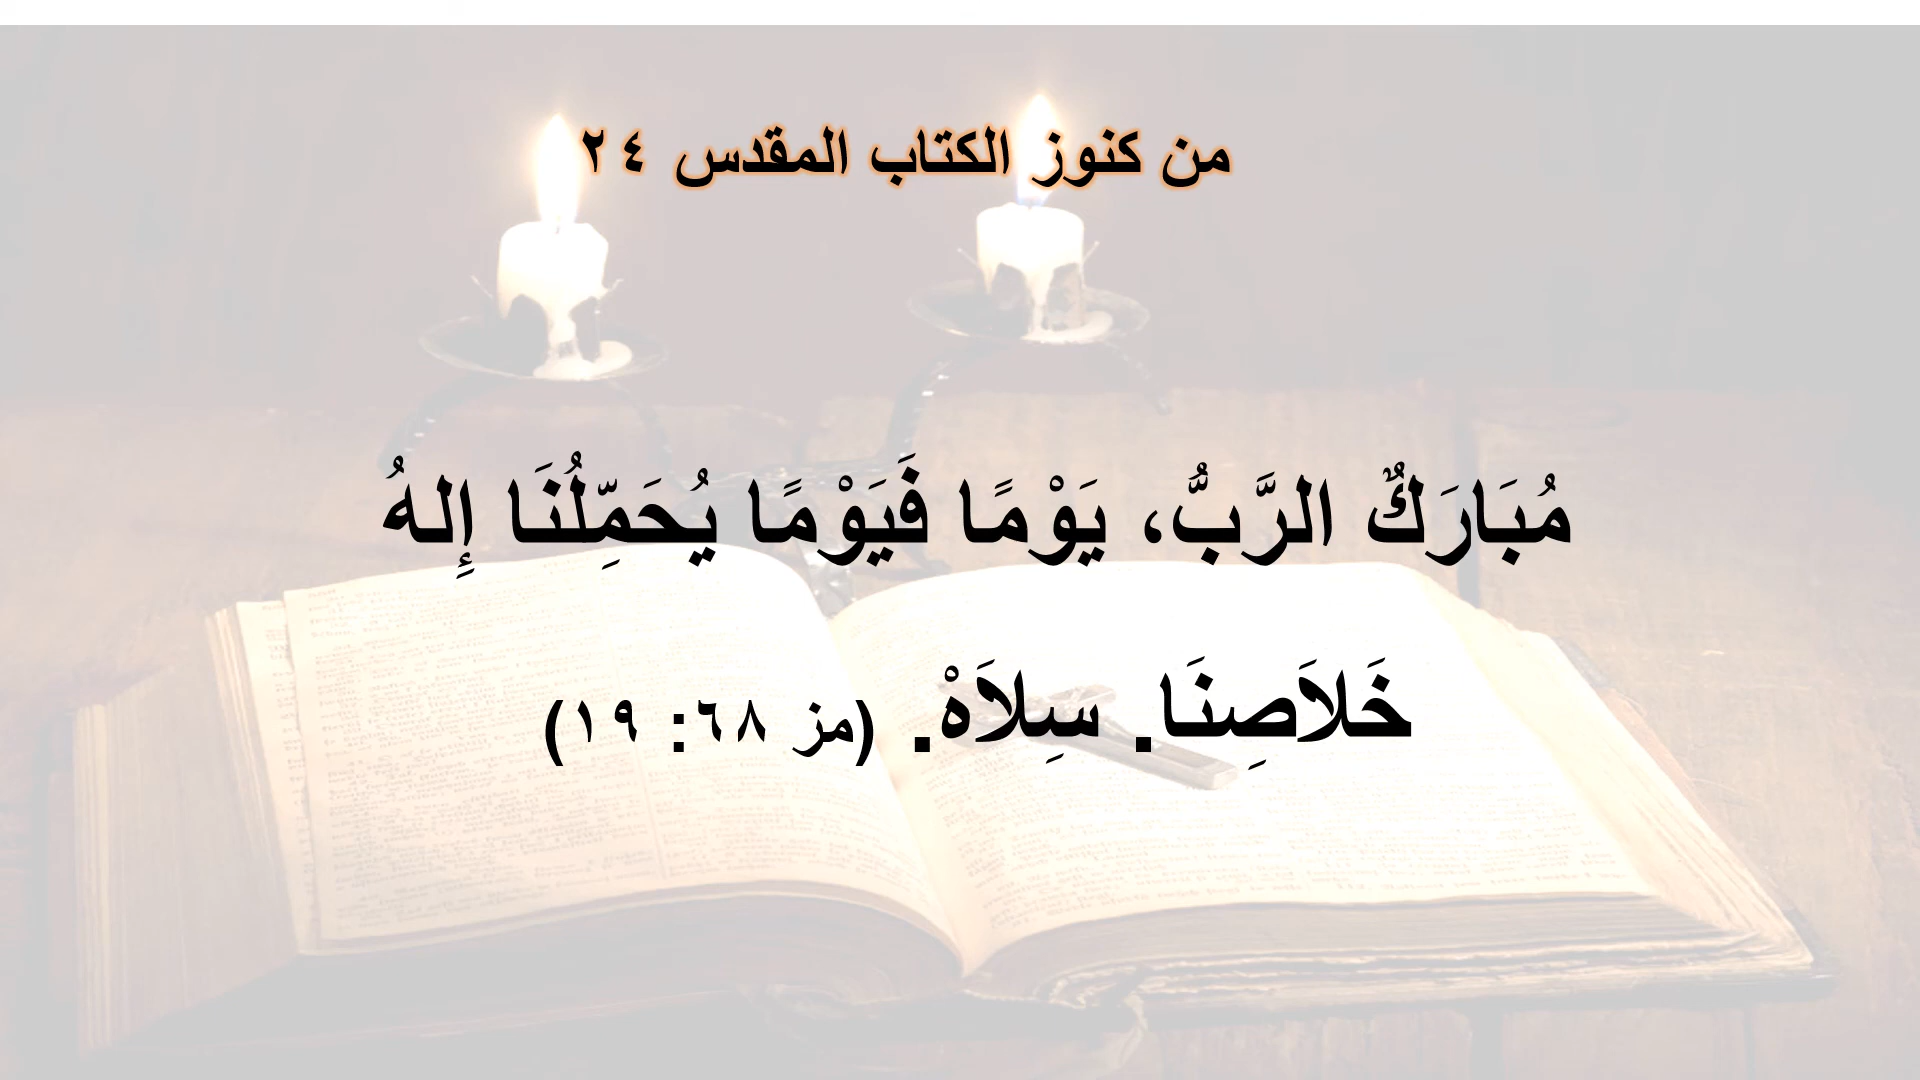 من كنوز الكتاب المقدس ٢٤
مُبَارَكٌ الرَّبُّ، يَوْمًا فَيَوْمًا يُحَمِّلُنَا إِلهُ
خَلاَصِنَا. سِلاَهْ. (مز ٦٨: ١٩)